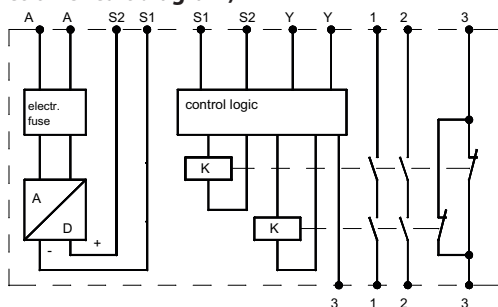 A A S2 S1 S1 S2 Y Y 1 2 3
electr.
fuse
control logic
K
A
D
K
- +
3 1 2 3